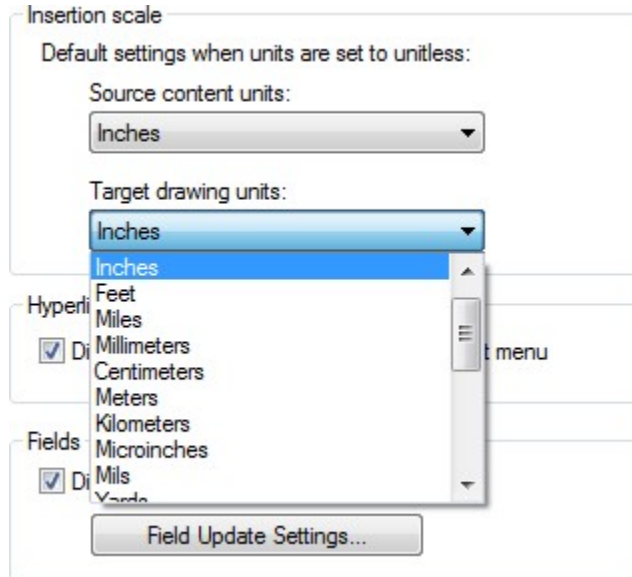 Insertion scale
Default settings when units are set to unitless:
Source content units:
Inches
Target drawing units:
Inches
Inches
Feet
Miles
Millimeters
Centimeters
Meters
Kilometers
Microinches
Mils
Yards
menu
Fields
Field Update Settings...